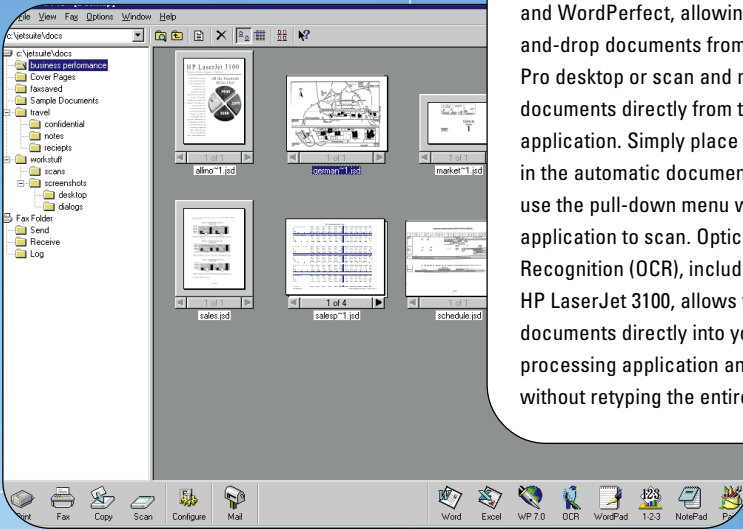 File View Fax Options Window Help
c:\jetsuite\docs
c:\jetsuite\docs
business performance
Cover Pages
faxsaved
Sample Documents
travel
confidential
notes
reciepts
workstuff
scans
screenshots
desktop
dialogs
Fax Folder
Send
Receive
Log
HP LaserJet 3100
1 of 1
1 of 1
1 of 1
allino~1.jsd
german~1.jsd
market~1.jsd
1 of 1
1 of 4
1 of 1
sales.jsd
salesp~1.jsd
schedule.jsd
Print Fax Copy Scan Configure Mail Word Excel WP 7.0 OCR WordPad 1-2-3 NotePad
and WordPerfect, allowin
and-drop documents from
Pro desktop or scan and
documents directly from t
application. Simply place
in the automatic documen
use the pull-down menu w
application to scan. Optic
Recognition (OCR), includ
HP LaserJet 3100, allows
documents directly into yo
processing application an
without retyping the entire